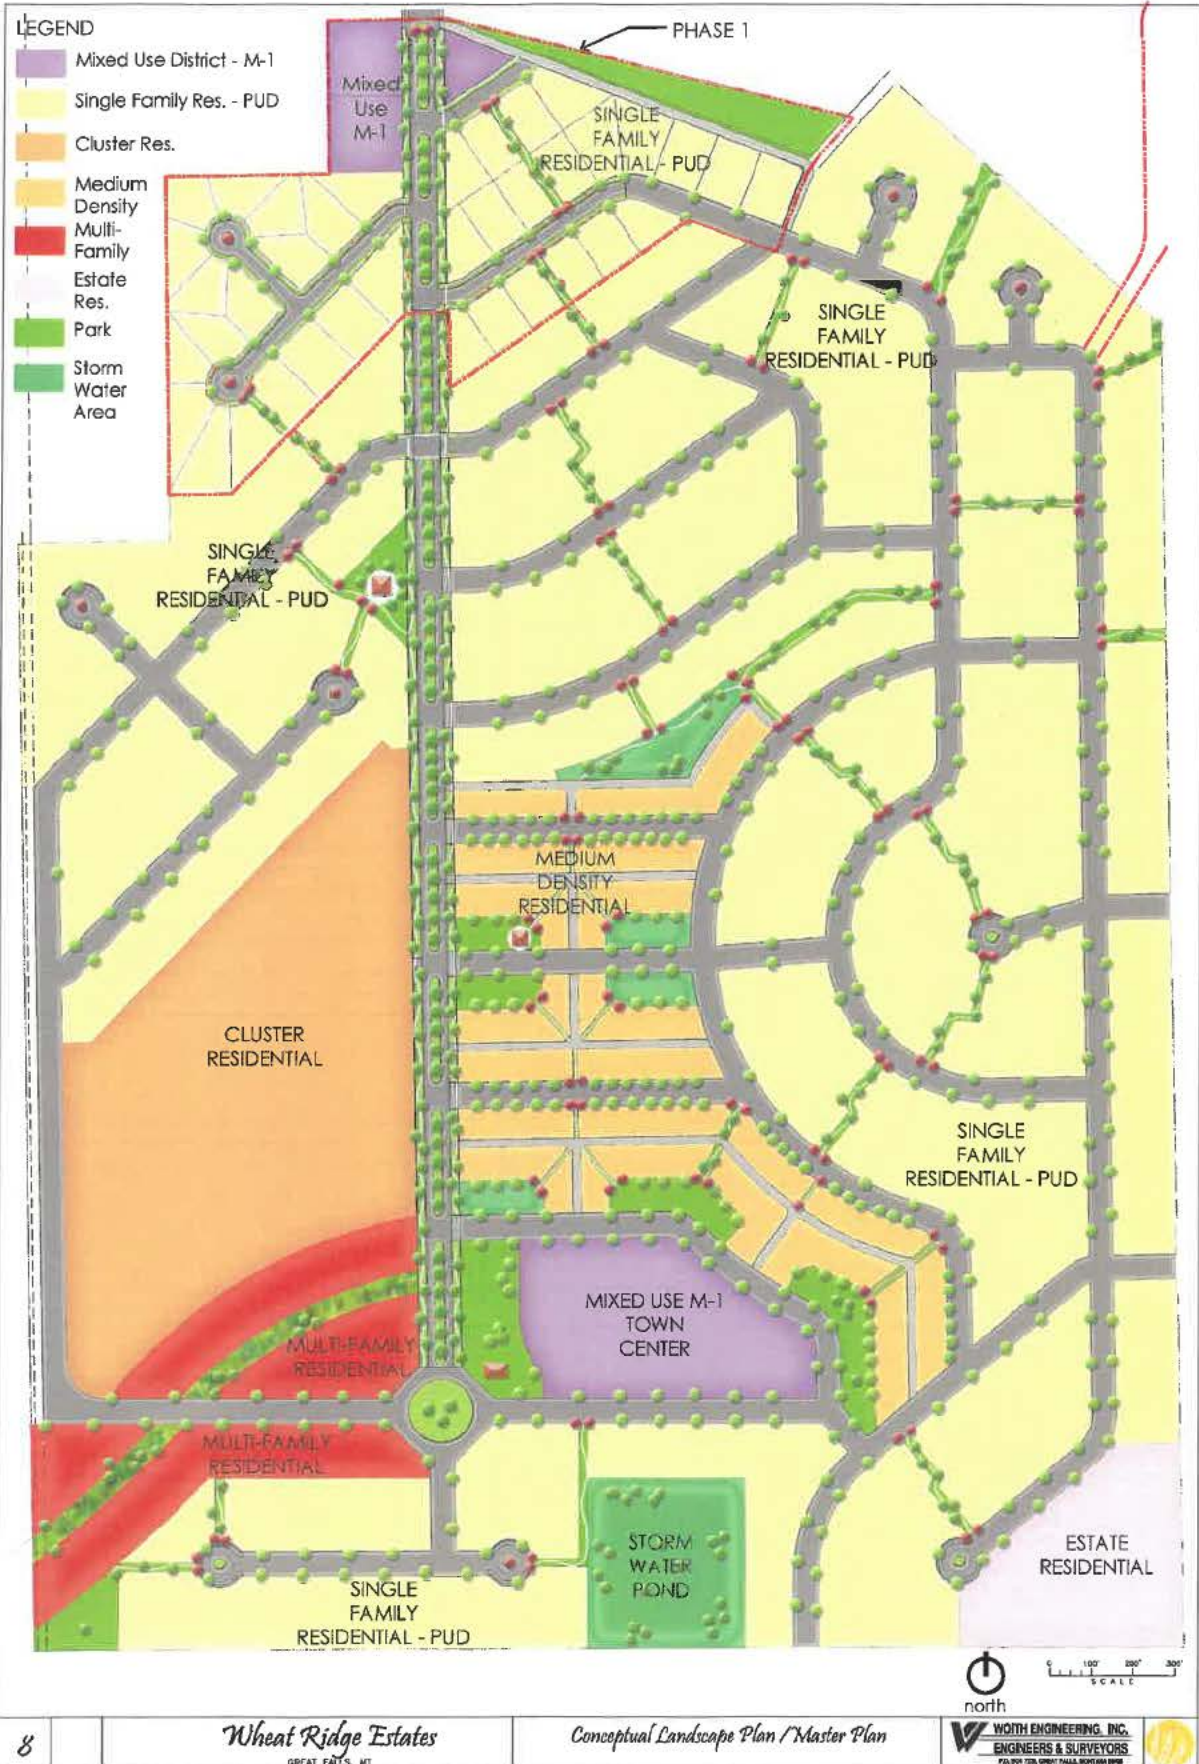 LEGEND
Mixed Use District - M-1
Single Family Res. - PUD
Cluster Res.
Medium
Density
Multi-
Family
Estate
Res.
Park
Storm
Water
Area
PHASE 1
Mixed
Use
M-1
SINGLE
FAMILY
RESIDENTIAL - PUD
SINGLE
FAMILY
RESIDENTIAL - PUD
SINGLE
FAMILY
RESIDENTIAL - PUD
MEDIUM
DENSITY
RESIDENTIAL
CLUSTER
RESIDENTIAL
SINGLE
FAMILY
RESIDENTIAL - PUD
MIXED USE M-1
TOWN
CENTER
MULTI-FAMILY
RESIDENTIAL
MULTI-FAMILY
RESIDENTIAL
STORM
WATER
POND
ESTATE
RESIDENTIAL
SINGLE
FAMILY
RESIDENTIAL - PUD
north
0 100' 200' 300'
SCALE
8
Wheat Ridge Estates
GREAT FALLS, MT
Conceptual Landscape Plan / Master Plan
WOITH ENGINEERING, INC.
ENGINEERS & SURVEYORS